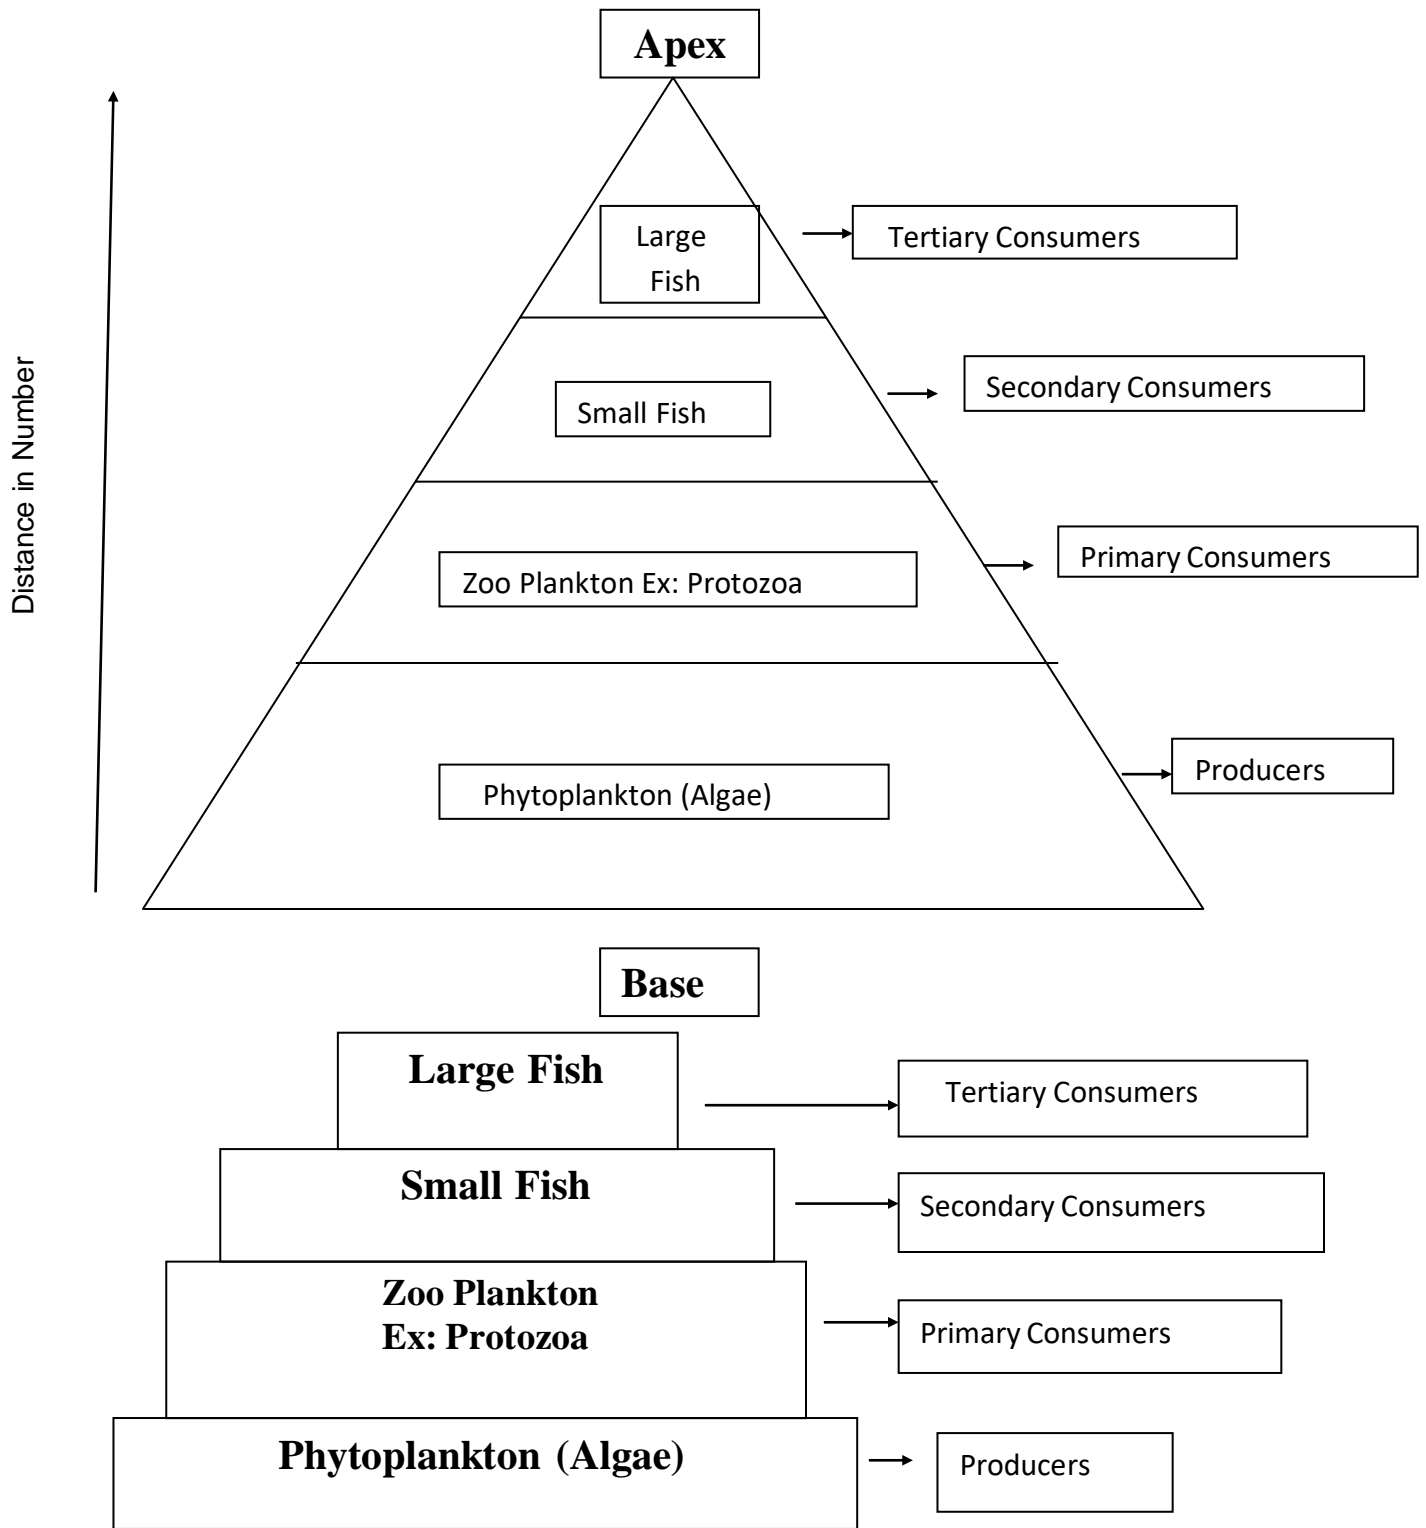 Apex
Large
Fish
Tertiary Consumers
Distance in Number
Small Fish
Secondary Consumers
Zoo Plankton Ex: Protozoa
Primary Consumers
Phytoplankton (Algae)
Producers
Base
Large Fish
Tertiary Consumers
Small Fish
Secondary Consumers
Zoo Plankton
Ex: Protozoa
Primary Consumers
Phytoplankton (Algae)
Producers